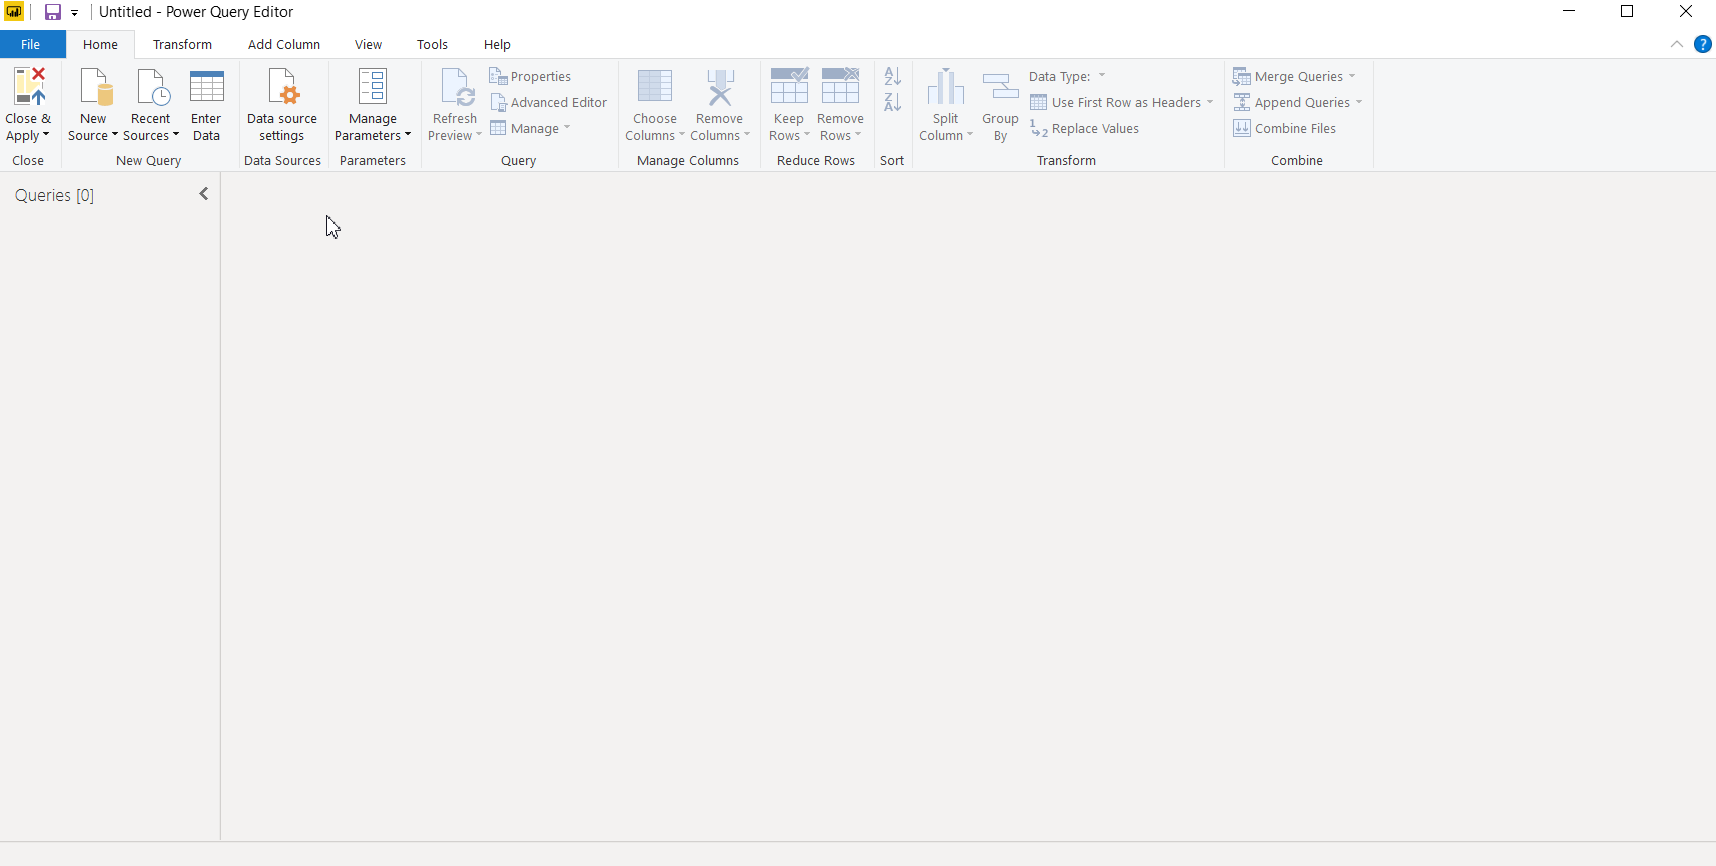 Untitled - Power Query Editor
File Home Transform Add Column View Tools Help
Close & Apply
New Source
Recent Sources
Enter Data
Data source settings
Manage Parameters
Refresh Preview
Properties
Advanced Editor
Manage
Choose Columns
Remove Columns
Keep Rows
Remove Rows
A
Z
Z
A
Split Column
Group By
Data Type:
Use First Row as Headers
1
2
Replace Values
Merge Queries
Append Queries
Combine Files
Close New Query Data Sources Parameters Query Manage Columns Reduce Rows Sort Transform Combine
?
Queries [0]